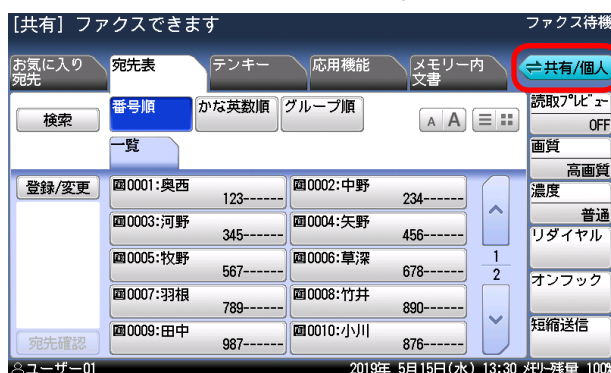 [共有] ファクスできます
ファクス待機
お気に入り
宛先
宛先表
テンキー
応用機能
メモリー内
文書
⇌共有/個人
検索
番号順
かな英数順
グループ順
A A
一覧
登録/変更
0001:奥西
123------
0002:中野
234------
0003:河野
345------
0004:矢野
456------
0005:牧野
567------
0006:草深
678------
0007:羽根
789------
0008:竹井
890------
0009:田中
987------
0010:小川
876------
1
2
宛先確認
読取プレビュー
OFF
画質
高画質
濃度
普通
リダイヤル
オンフック
短縮送信
ユーザー01
2019年 5月15日(水) 13:30 メモリー残量 100%